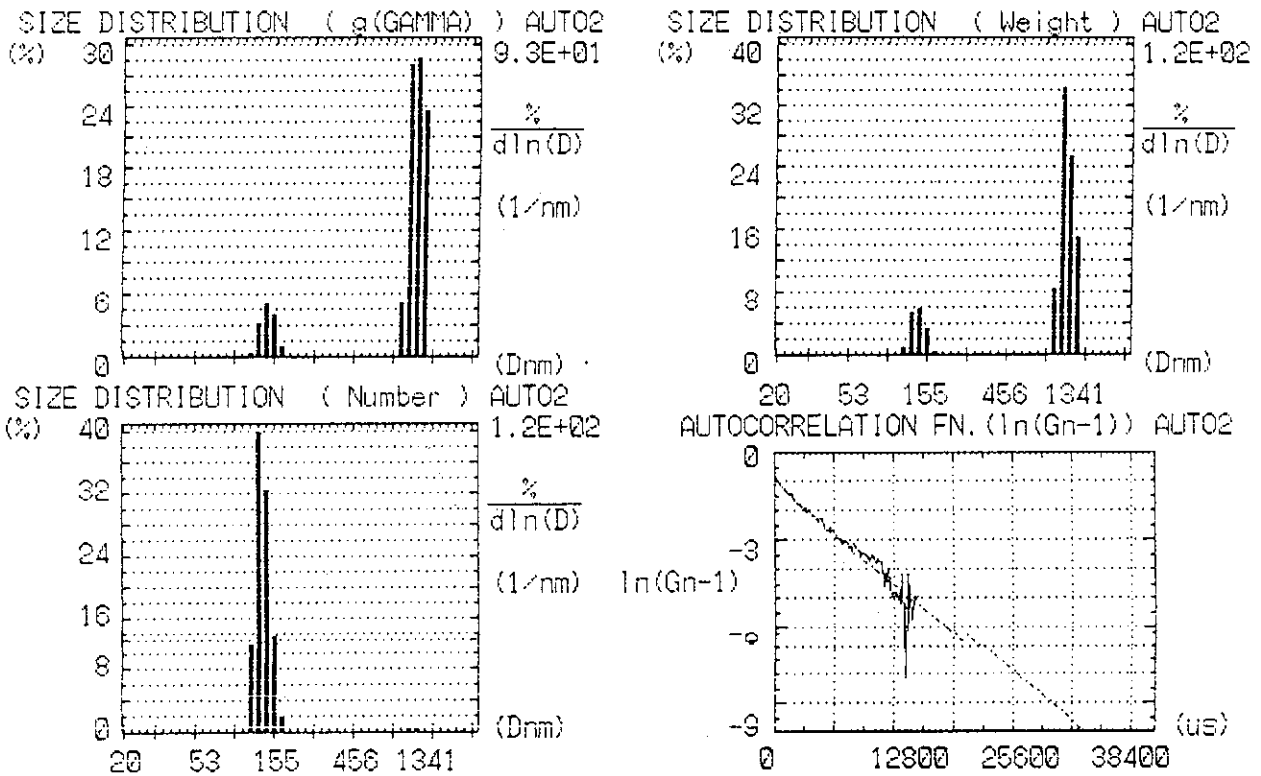 SIZE DISTRIBUTION ( g(GAMMA) ) AUTO2
(%) 30 9.3E+01
24 %
dln(D)
18
(1/nm)
12
6
0 (Dnm)
SIZE DISTRIBUTION ( Weight ) AUTO2
(%) 40 1.2E+02
32 %
dln(D)
24
(1/nm)
16
8
0 (Dnm)
20 53 155 456 1341
SIZE DISTRIBUTION ( Number ) AUTO2
(%) 40 1.2E+02
32 %
dln(D)
24
(1/nm)
16
8
0 (Dnm)
20 53 155 456 1341
AUTOCORRELATION FN.(ln(Gn-1)) AUTO2
0
-3
ln(Gn-1)
-9 (us)
0 12800 25600 38400